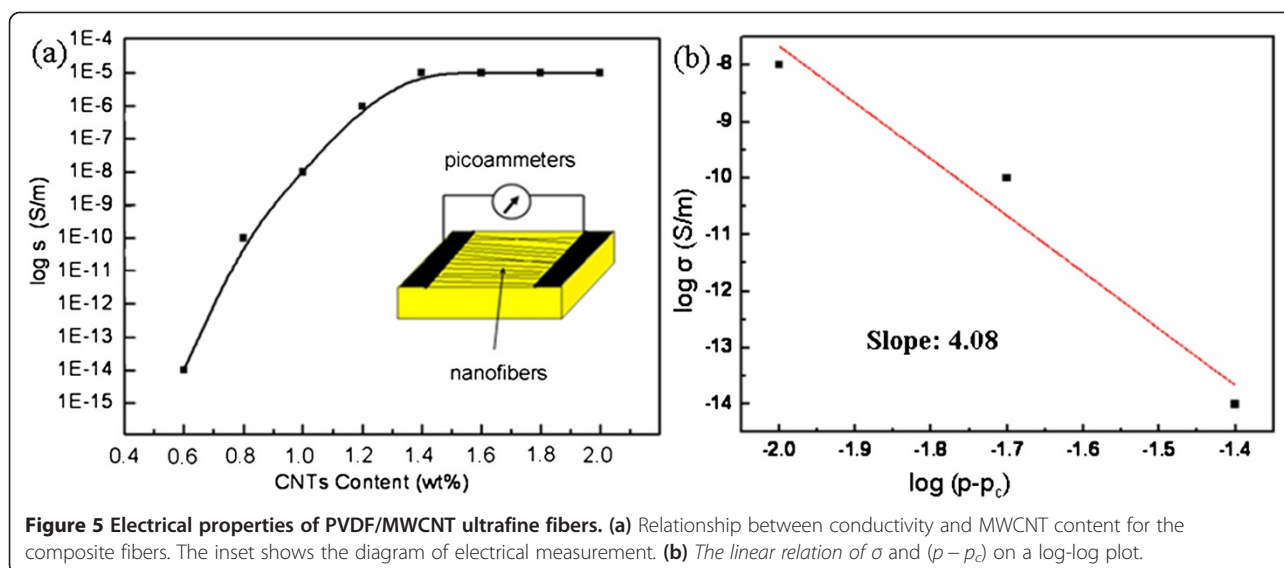 (a)
1E-4
1E-5
1E-6
1E-7
1E-8
1E-9
1E-10
1E-11
1E-12
1E-13
1E-14
1E-15
log s (S/m)
picoammeters
nanofibers
0.4 0.6 0.8 1.0 1.2 1.4 1.6 1.8 2.0
CNTs Content (wt%)
(b)
-8
-9
-10
-11
-12
-13
-14
log σ (S/m)
Slope: 4.08
-2.0 -1.9 -1.8 -1.7 -1.6 -1.5 -1.4
log (p-pc)
Figure 5 Electrical properties of PVDF/MWCNT ultrafine fibers. (a) Relationship between conductivity and MWCNT content for the
composite fibers. The inset shows the diagram of electrical measurement. (b) The linear relation of σ and (p − pc) on a log-log plot.